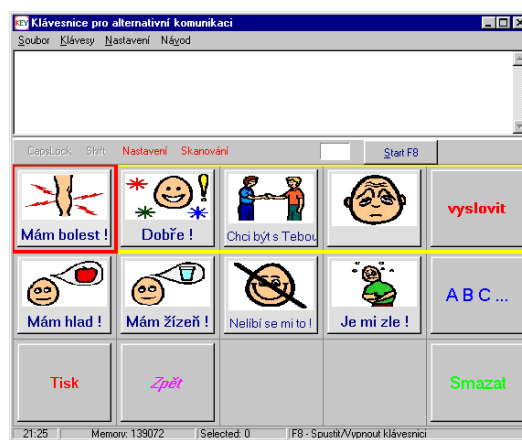 KEY Klávesnice pro alternativní komunikaci
Soubor Klávesy Nastavení Návod
CapsLock Shift Nastavení Skanování Start F8
Mám bolest ! Dobře ! Chci být s Tebou vyslovit
Mám hlad ! Mám žízeň ! Nelíbí se mi to ! Je mi zle ! A B C ...
Tisk Zpět Smazat
21:25 Memory: 139072 Selected: 0 F8 - Spustit/Vypnout klávesnici